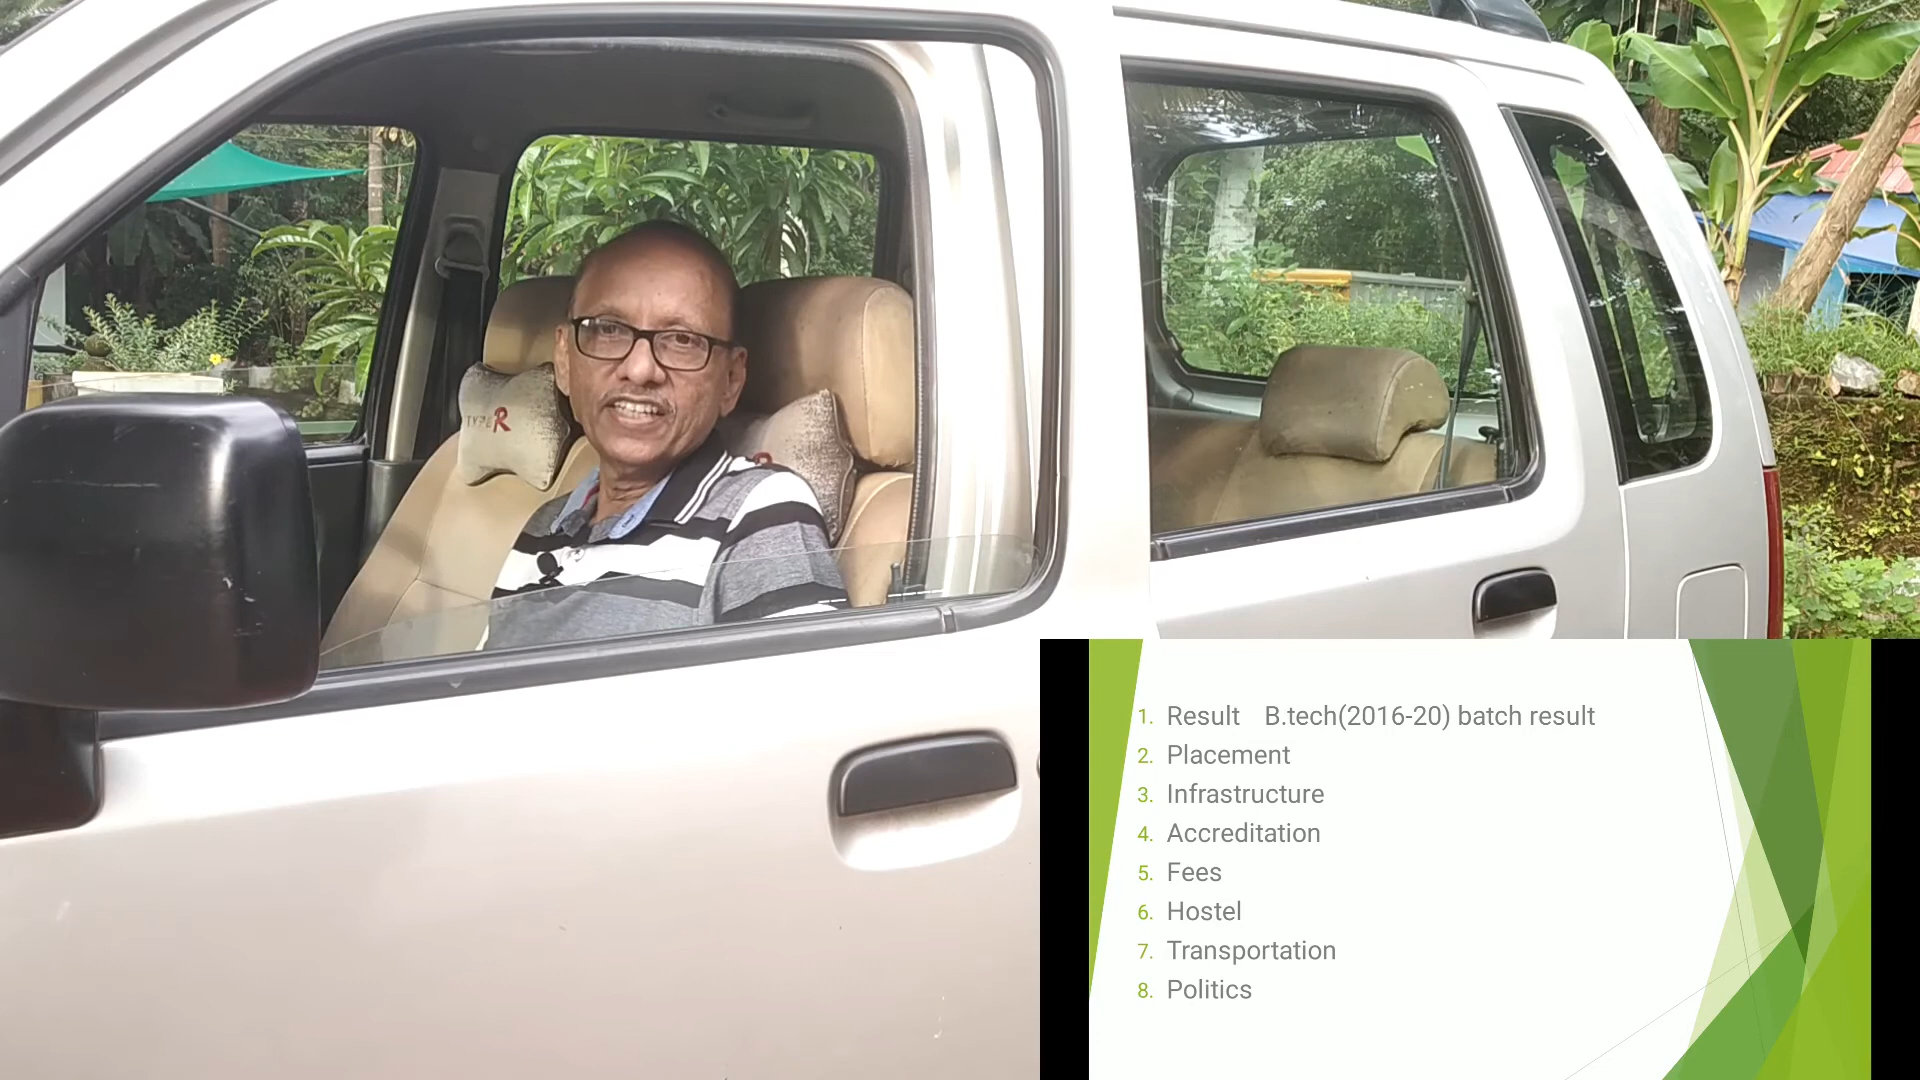 TYPE R
1. Result B.tech(2016-20) batch result
2. Placement
3. Infrastructure
4. Accreditation
5. Fees
6. Hostel
7. Transportation
8. Politics